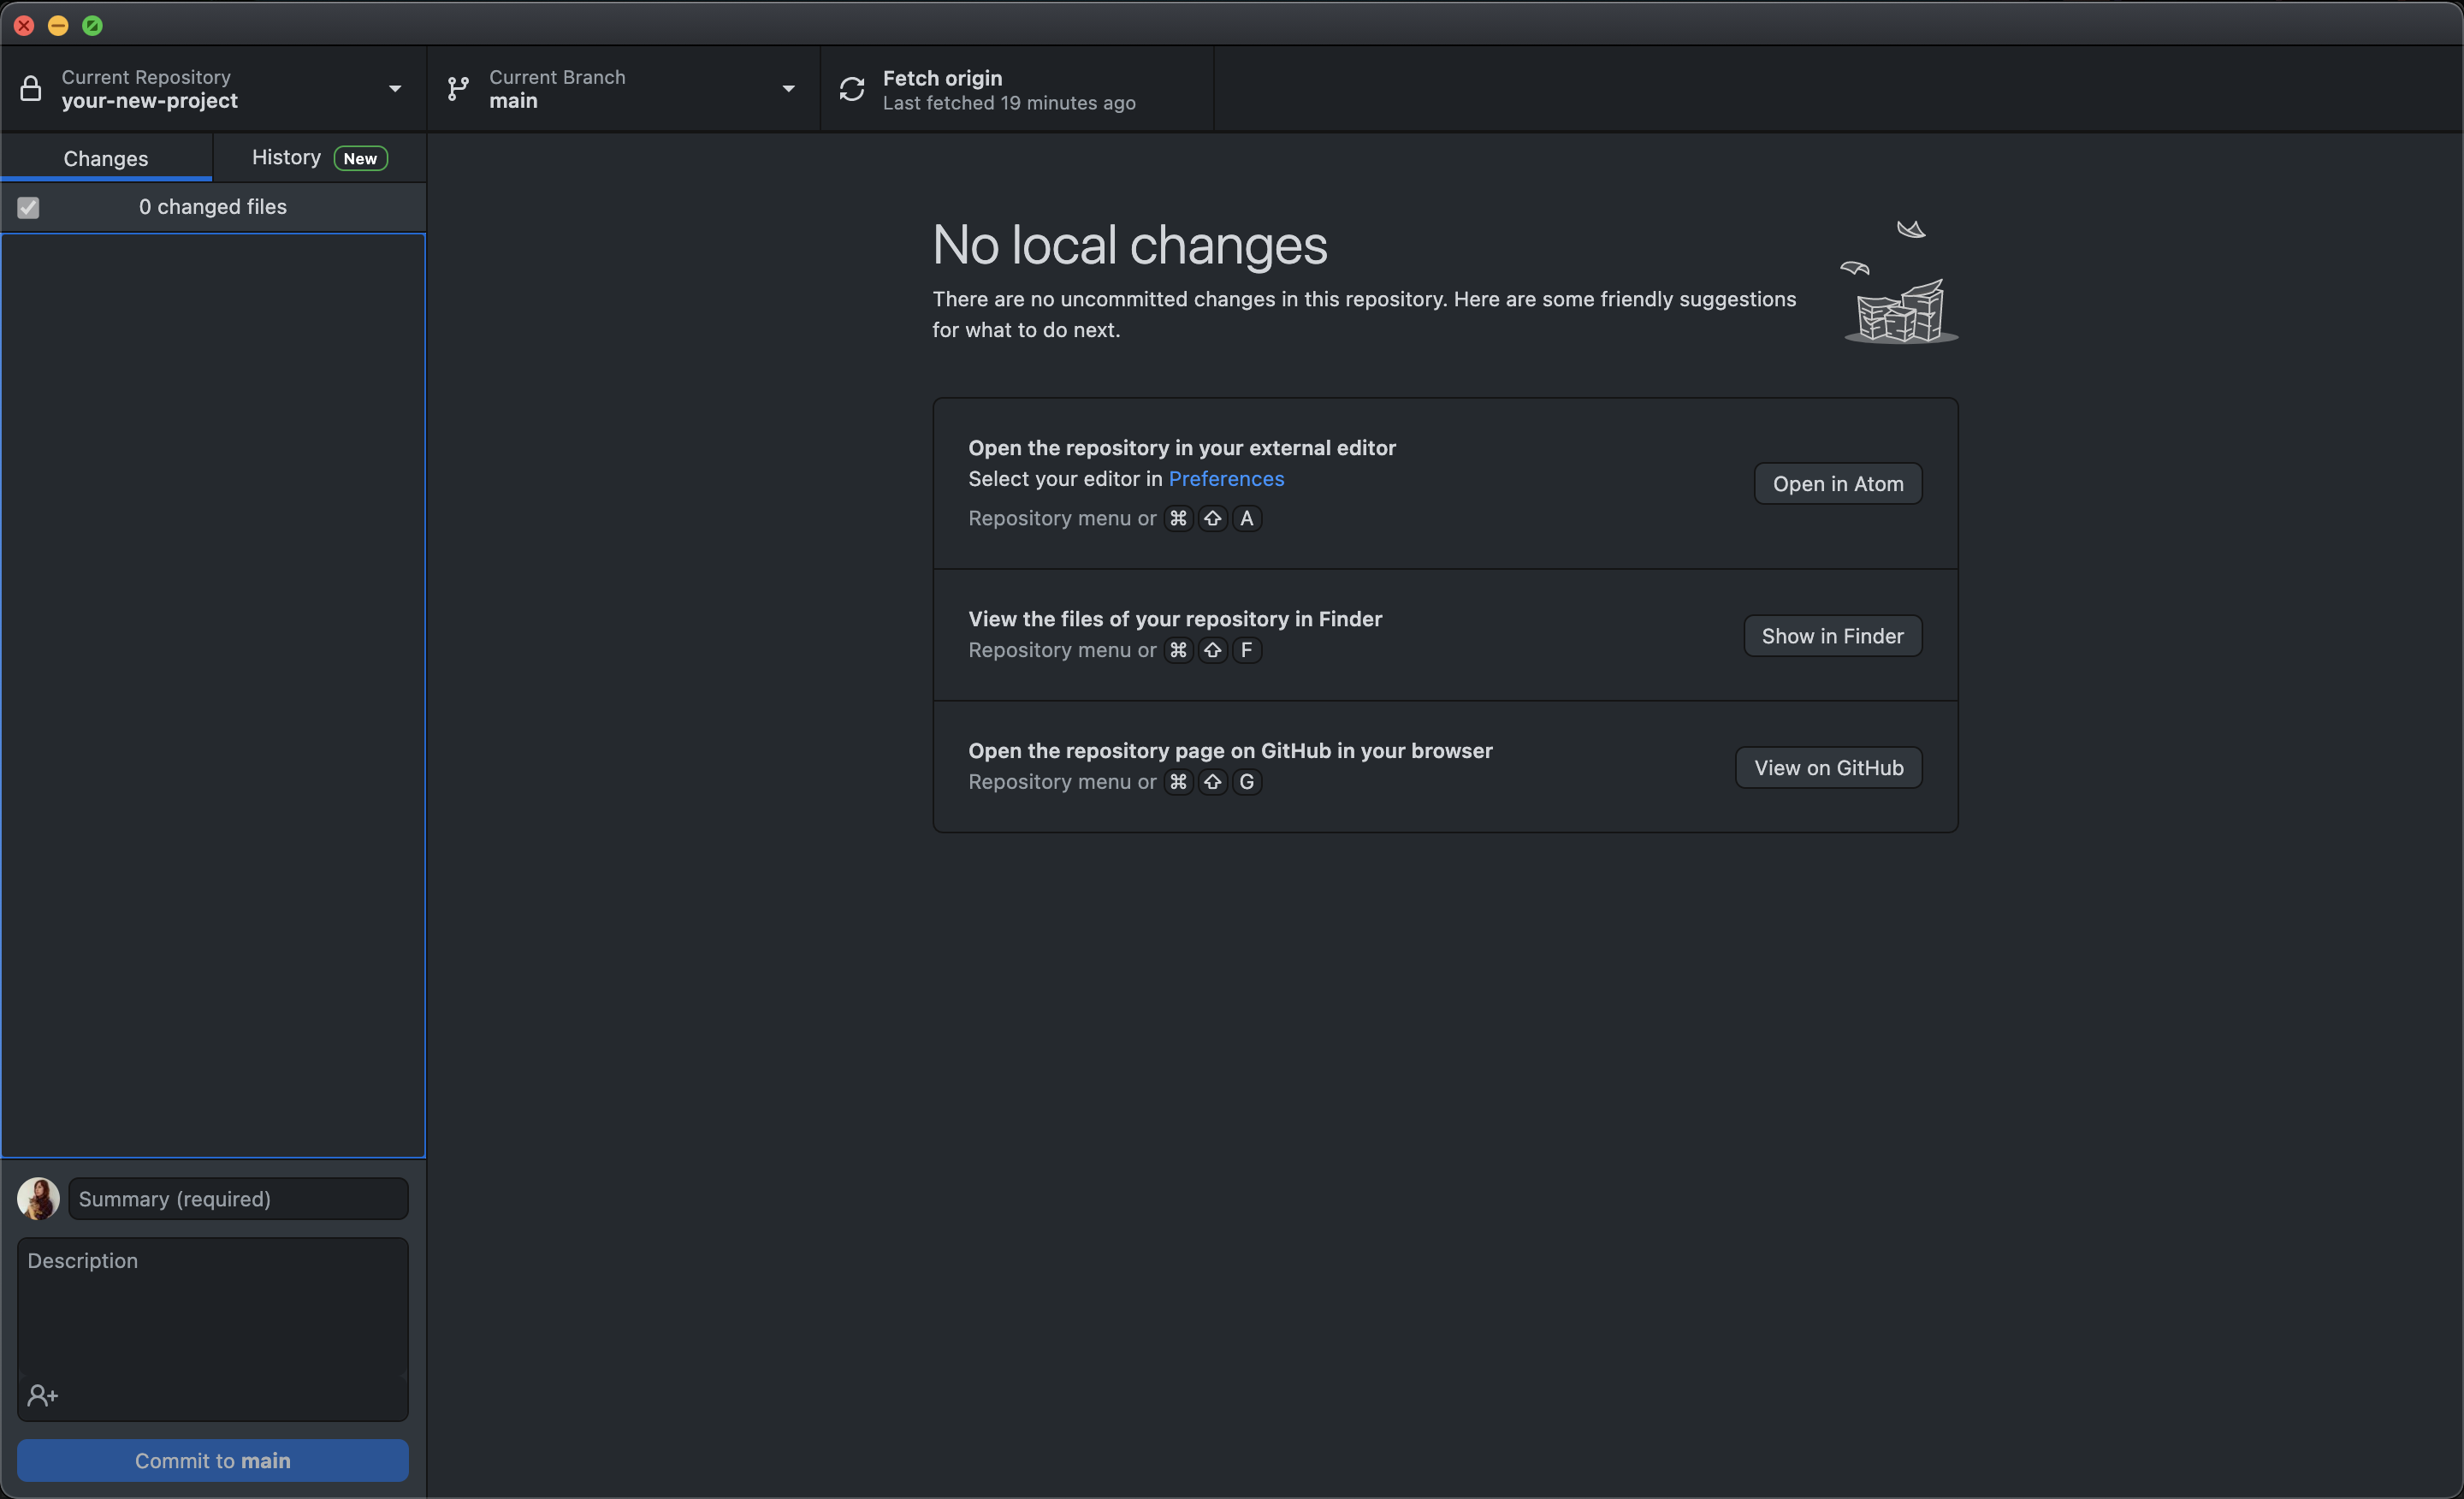 Current Repository
your-new-project
Current Branch
main
Fetch origin
Last fetched 19 minutes ago
Changes
History New
0 changed files
No local changes
There are no uncommitted changes in this repository. Here are some friendly suggestions
for what to do next.
Open the repository in your external editor
Select your editor in Preferences
Repository menu or ⌘ ⇧ A
Open in Atom
View the files of your repository in Finder
Repository menu or ⌘ ⇧ F
Show in Finder
Open the repository page on GitHub in your browser
Repository menu or ⌘ ⇧ G
View on GitHub
Summary (required)
Description
Commit to main